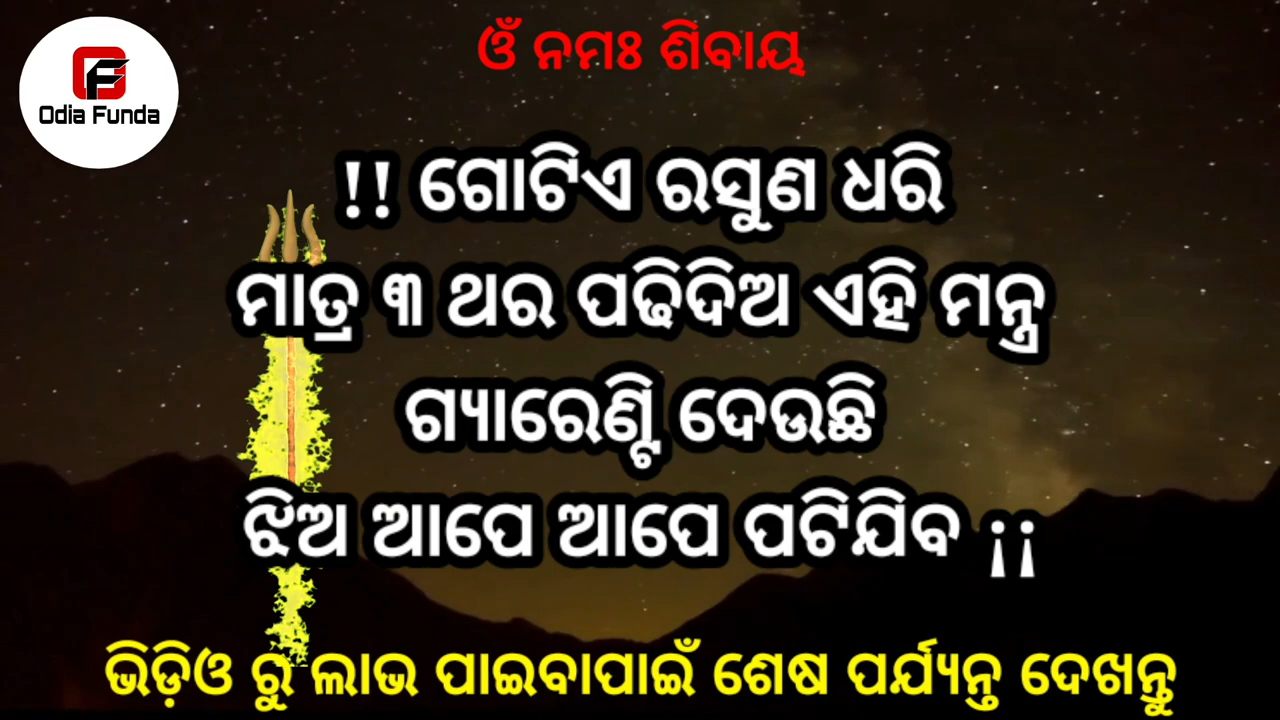 ଓଁ ନମଃ ଶିବାୟ
Odia Funda
!! ଗୋଟିଏ ରସୁଣ ଧରି
ମାତ୍ର ୩ ଥର ପଢିଦିଅ ଏହି ମନ୍ତ୍ର
ଗ୍ୟାରେଣ୍ଟି ଦେଉଛି
ଝିଅ ଆପେ ଆପେ ପଟିଯିବ ¡¡
ଭିଡ଼ିଓ ରୁ ଲାଭ ପାଇବାପାଇଁ ଶେଷ ପର୍ଯ୍ୟନ୍ତ ଦେଖନ୍ତୁ